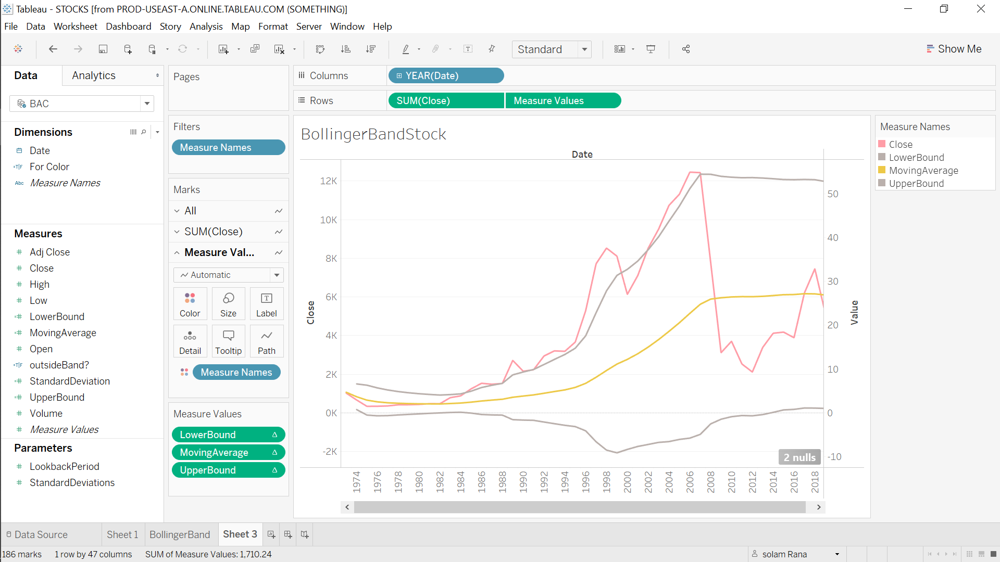 Tableau - STOCKS [from PROD-USEAST-A.ONLINE.TABLEAU.COM (SOMETHING)]
File Data Worksheet Dashboard Story Analysis Map Format Server Window Help
Standard
Show Me
Data
Analytics
BAC
Dimensions
Date
=T|F For Color
Abc Measure Names
Measures
Adj Close
Close
High
Low
LowerBound
MovingAverage
Open
=T|F outsideBand?
StandardDeviation
UpperBound
Volume
Measure Values
Parameters
LookbackPeriod
StandardDeviations
Pages
Filters
Measure Names
Marks
All
SUM(Close)
Measure Val...
Automatic
Color
Size
Label
Detail
Tooltip
Path
Measure Names
Measure Values
LowerBound
MovingAverage
UpperBound
Columns
YEAR(Date)
Rows
SUM(Close)
Measure Values
BollingerBandStock
Date
12K
10K
8K
6K
4K
2K
0K
-2K
Close
50
40
30
20
10
0
-10
Value
2 nulls
1974 1976 1978 1980 1982 1984 1986 1988 1990 1992 1994 1996 1998 2000 2002 2004 2006 2008 2010 2012 2014 2016 2018
Measure Names
Close
LowerBound
MovingAverage
UpperBound
Data Source
Sheet 1
BollingerBand
Sheet 3
186 marks
1 row by 47 columns
SUM of Measure Values: 1,710.24
solam Rana